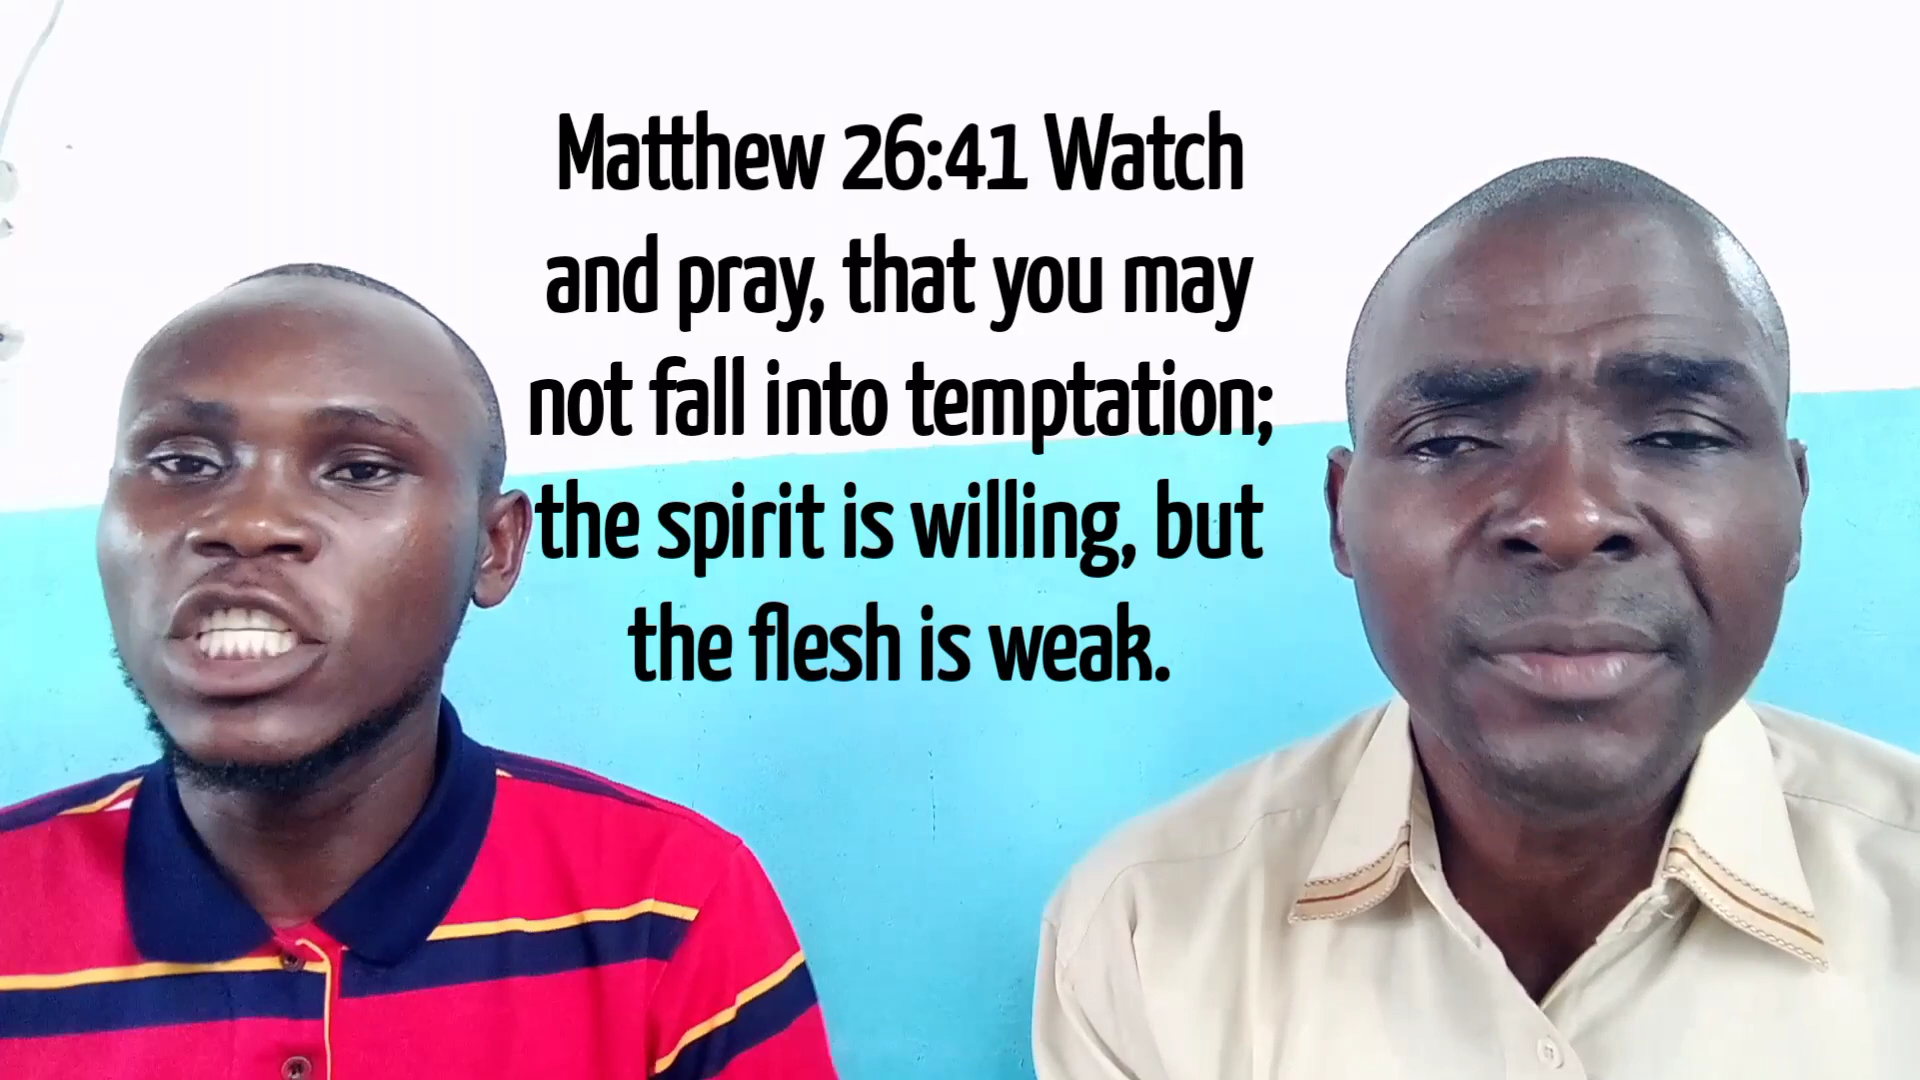 Matthew 26:41 Watch
and pray, that you may
not fall into temptation;
the spirit is willing, but
the flesh is weak.